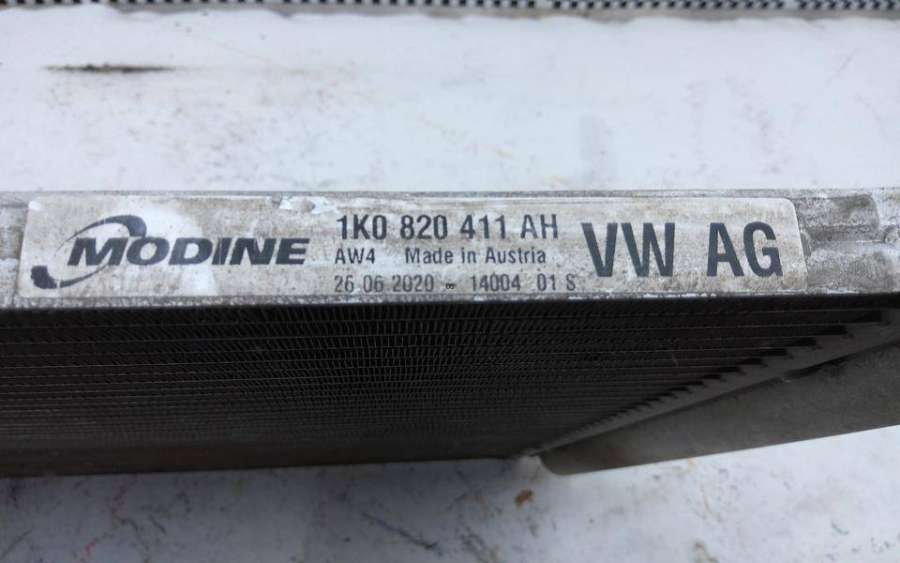 MODINE
1K0 820 411 AH
AW4 Made in Austria
26.06.2020 14004 01 S
VW AG